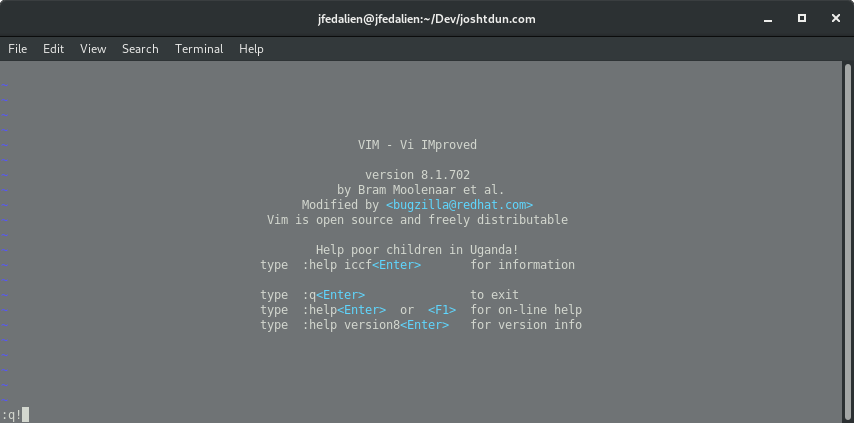 jfedalien@jfedalien:~/Dev/joshtdun.com
File Edit View Search Terminal Help
~
~
~
~
VIM - Vi IMproved
~
version 8.1.702
by Bram Moolenaar et al.
Modified by <bugzilla@redhat.com>
Vim is open source and freely distributable
~
Help poor children in Uganda!
type :help iccf<Enter> for information
~
type :q<Enter> to exit
type :help<Enter> or <F1> for on-line help
type :help version8<Enter> for version info
~
~
~
~
~
:q!